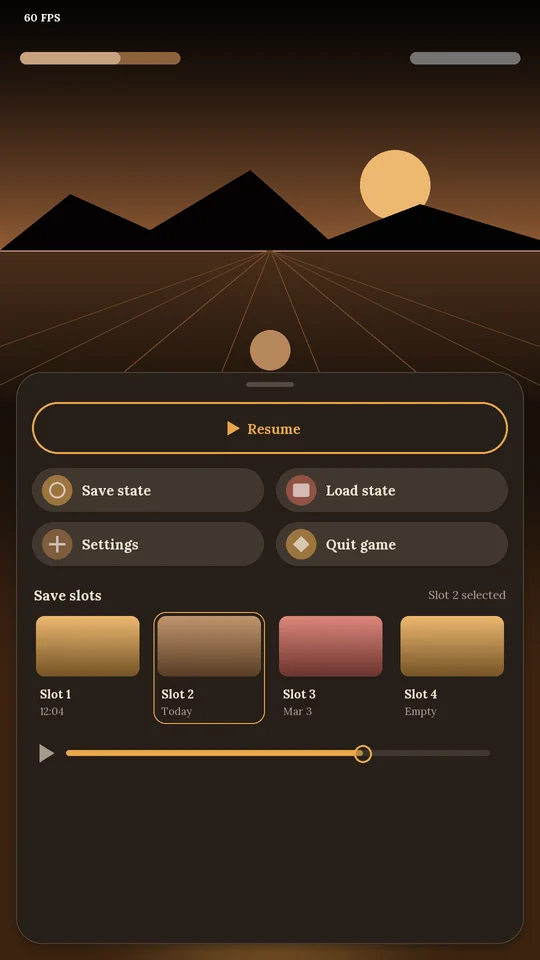 60 FPS
Resume
Save state
Load state
Settings
Quit game
Save slots
Slot 2 selected
Slot 1
Slot 2
Slot 3
Slot 4
12:04
Today
Mar 3
Empty